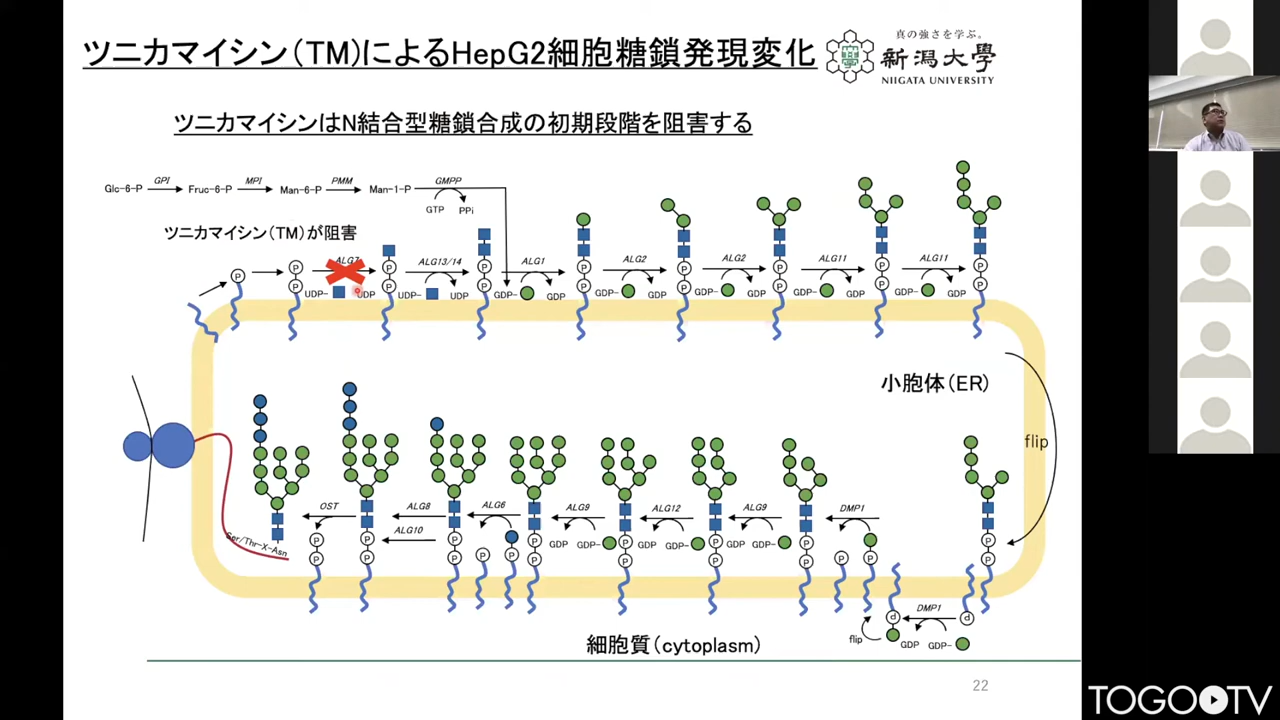 ツニカマイシン(TM)によるHepG2細胞糖鎖発現変化
真の強さを学ぶ。
新潟大学
NIIGATA UNIVERSITY
ツニカマイシンはN結合型糖鎖合成の初期段階を阻害する
Glc-6-P GPI Fruc-6-P MPI Man-6-P PMM Man-1-P GMPP
GTP PPi
ツニカマイシン(TM)が阻害
ALG7 ALG13/14 ALG1 ALG2 ALG2 ALG11 ALG11
P P P P P P P P P
P P P P P P P P
UDP- UDP UDP- UDP GDP- GDP GDP- GDP GDP- GDP GDP- GDP GDP- GDP
小胞体(ER)
flip
OST ALG8 ALG6 ALG9 ALG12 ALG9 DMP1
ALG10
Ser/Thr-X-Asn
GDP GDP- GDP GDP- GDP GDP-
P P P P P P P P
P P P P P P P P P P P
DMP1
P P
flip GDP GDP-
細胞質(cytoplasm)
22
TOGO TV